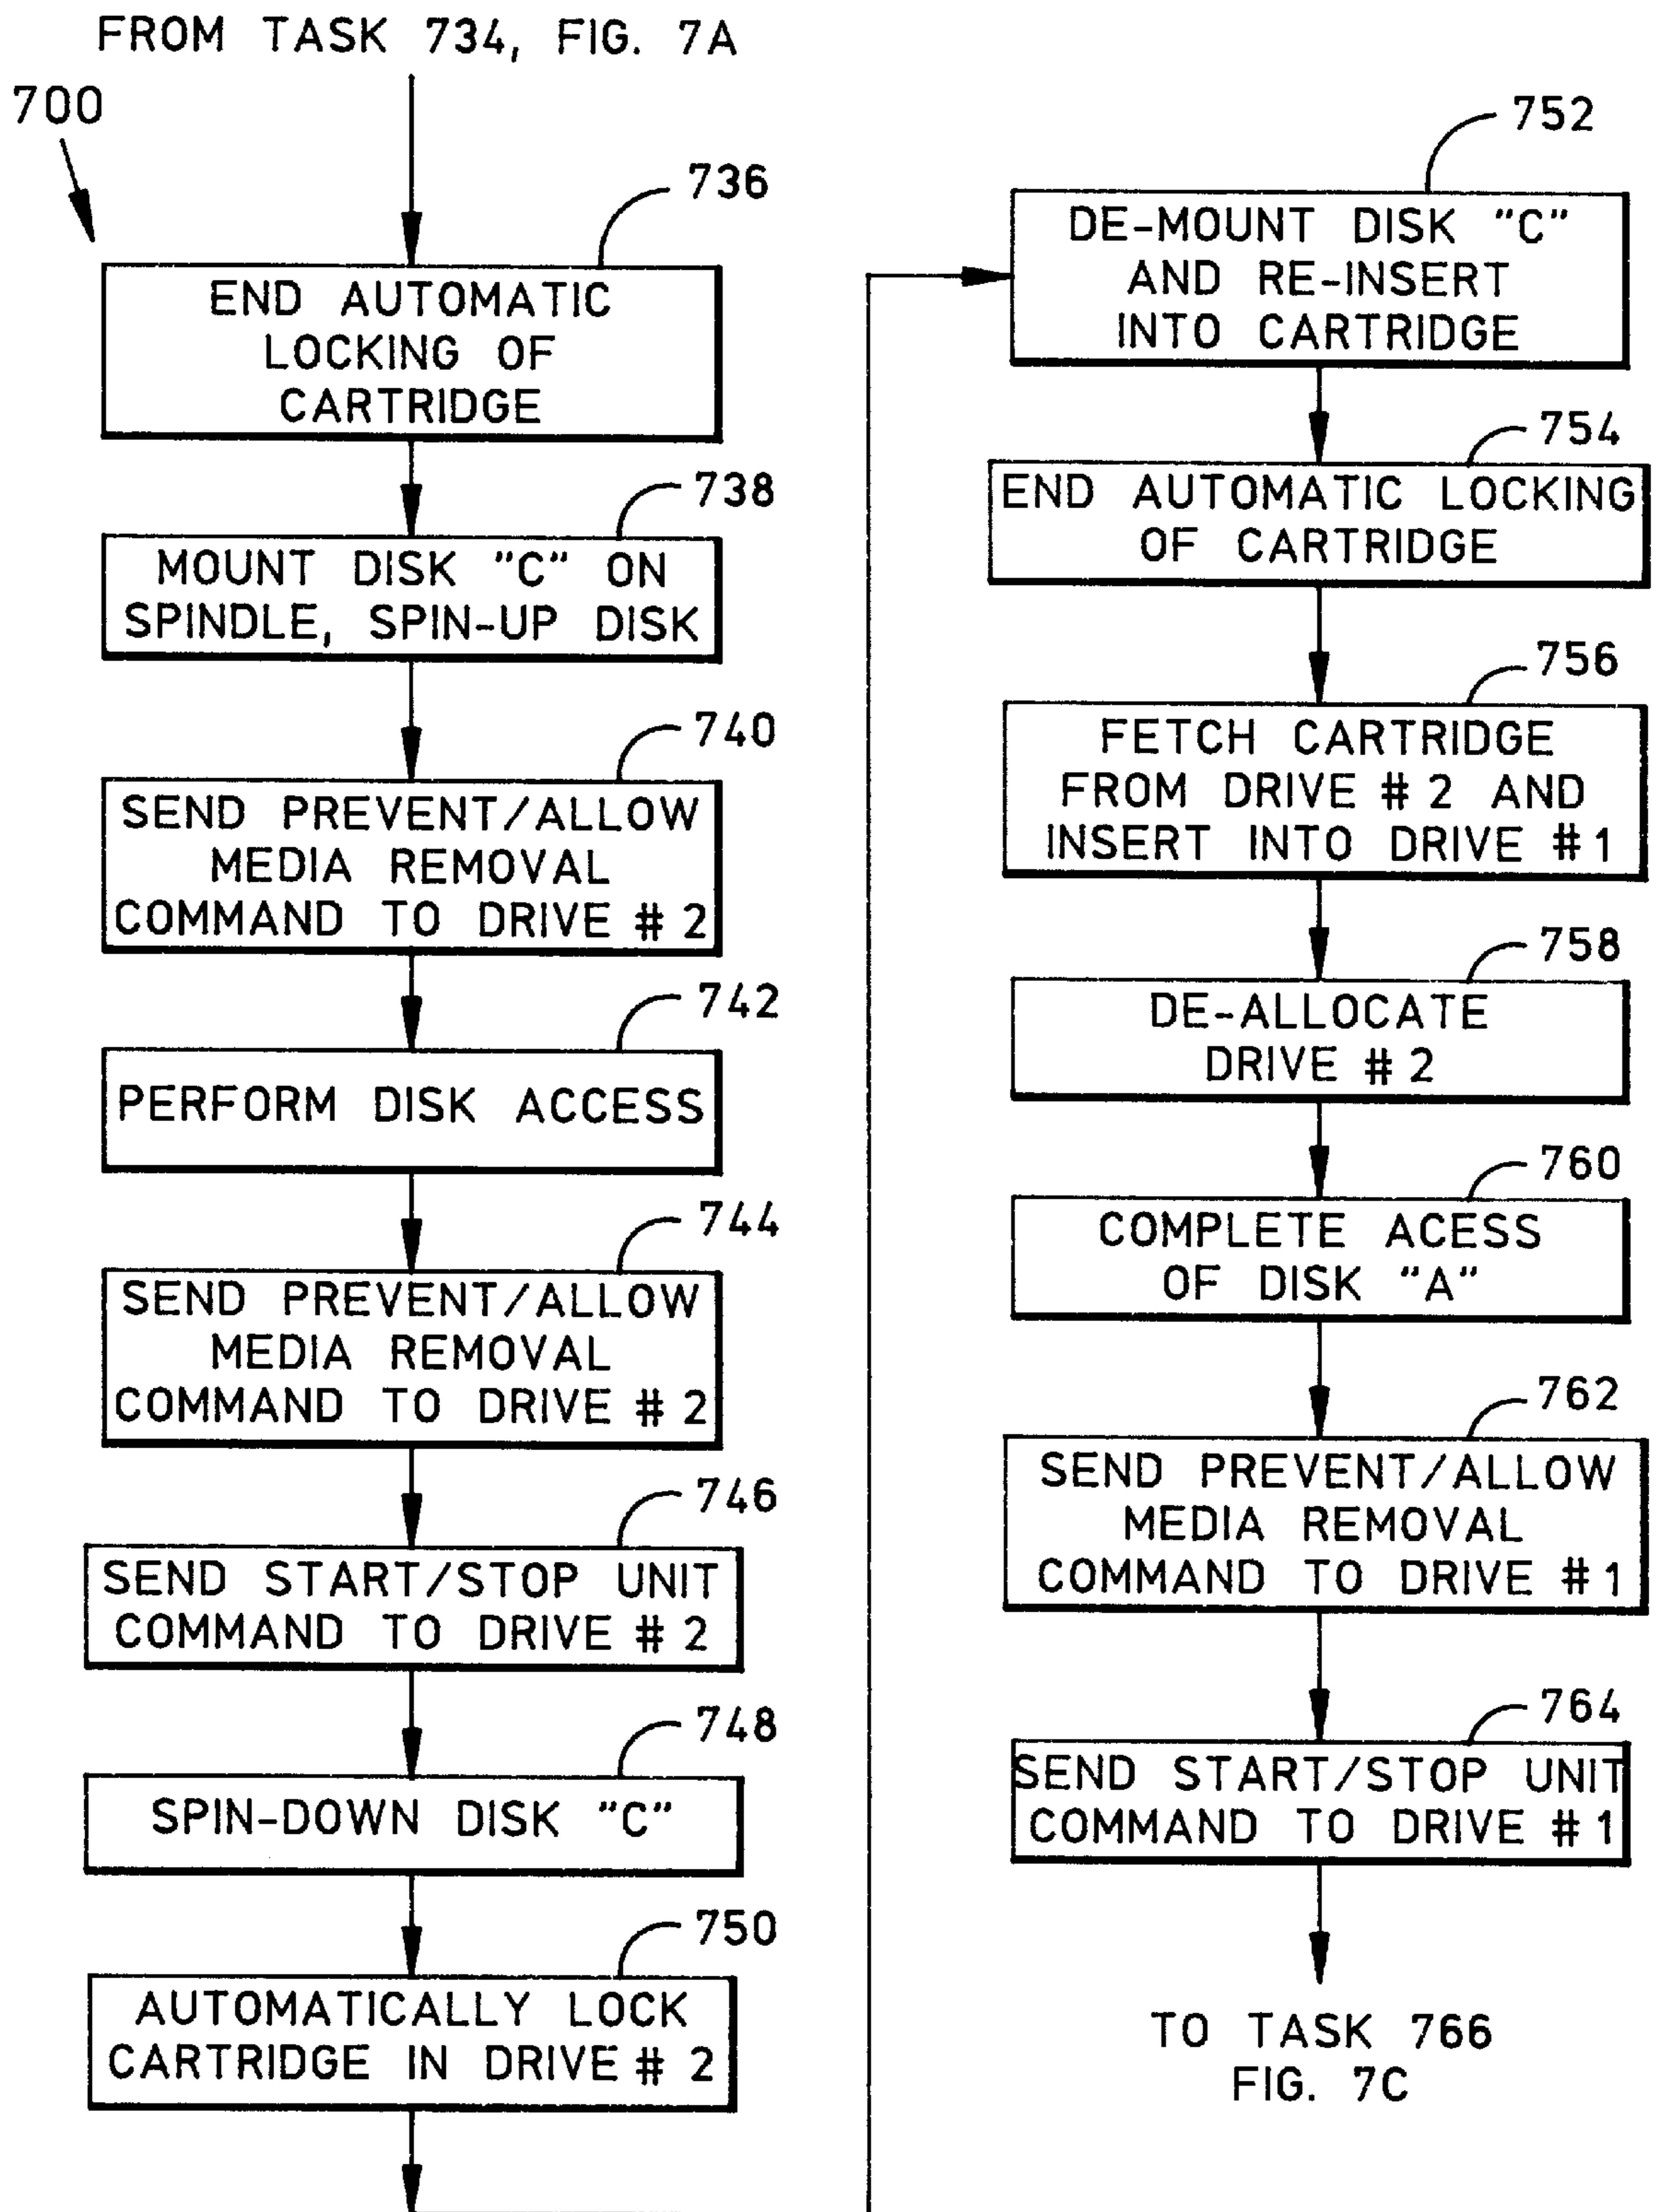 FROM TASK 734, FIG. 7A
700
736
END AUTOMATIC
LOCKING OF
CARTRIDGE
738
MOUNT DISK "C" ON
SPINDLE, SPIN-UP DISK
740
SEND PREVENT/ALLOW
MEDIA REMOVAL
COMMAND TO DRIVE # 2
742
PERFORM DISK ACCESS
744
SEND PREVENT/ALLOW
MEDIA REMOVAL
COMMAND TO DRIVE # 2
746
SEND START/STOP UNIT
COMMAND TO DRIVE # 2
748
SPIN-DOWN DISK "C"
750
AUTOMATICALLY LOCK
CARTRIDGE IN DRIVE # 2
752
DE-MOUNT DISK "C"
AND RE-INSERT
INTO CARTRIDGE
754
END AUTOMATIC LOCKING
OF CARTRIDGE
756
FETCH CARTRIDGE
FROM DRIVE # 2 AND
INSERT INTO DRIVE # 1
758
DE-ALLOCATE
DRIVE # 2
760
COMPLETE ACESS
OF DISK "A"
762
SEND PREVENT/ALLOW
MEDIA REMOVAL
COMMAND TO DRIVE # 1
764
SEND START/STOP UNIT
COMMAND TO DRIVE # 1
TO TASK 766
FIG. 7C